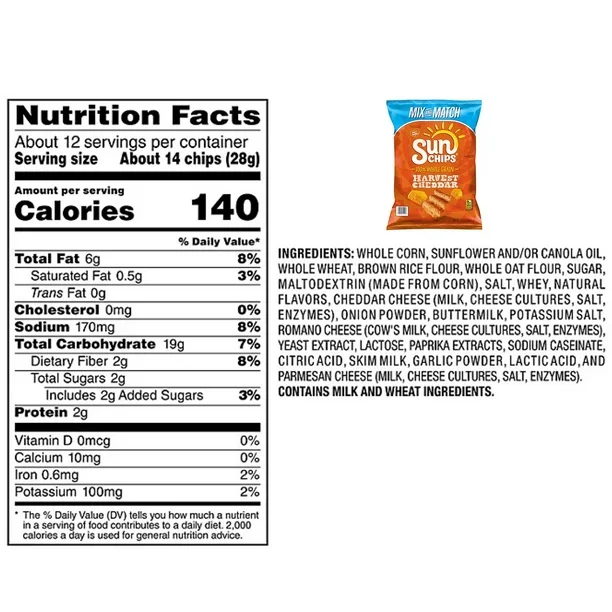 Nutrition Facts
About 12 servings per container
Serving size About 14 chips (28g)
Amount per serving
Calories 140
% Daily Value*
Total Fat 6g 8%
Saturated Fat 0.5g 3%
Trans Fat 0g
Cholesterol 0mg 0%
Sodium 170mg 8%
Total Carbohydrate 19g 7%
Dietary Fiber 2g 8%
Total Sugars 2g
Includes 2g Added Sugars 3%
Protein 2g
Vitamin D 0mcg 0%
Calcium 10mg 0%
Iron 0.6mg 2%
Potassium 100mg 2%
* The % Daily Value (DV) tells you how much a nutrient
in a serving of food contributes to a daily diet. 2,000
calories a day is used for general nutrition advice.
MIX MATCH
Sun
CHIPS
100% WHOLE GRAIN
HARVEST
CHEDDAR
INGREDIENTS: WHOLE CORN, SUNFLOWER AND/OR CANOLA OIL,
WHOLE WHEAT, BROWN RICE FLOUR, WHOLE OAT FLOUR, SUGAR,
MALTODEXTRIN (MADE FROM CORN), SALT, WHEY, NATURAL
FLAVORS, CHEDDAR CHEESE (MILK, CHEESE CULTURES, SALT,
ENZYMES), ONION POWDER, BUTTERMILK, POTASSIUM SALT,
ROMANO CHEESE (COW'S MILK, CHEESE CULTURES, SALT, ENZYMES),
YEAST EXTRACT, LACTOSE, PAPRIKA EXTRACTS, SODIUM CASEINATE,
CITRIC ACID, SKIM MILK, GARLIC POWDER, LACTIC ACID, AND
PARMESAN CHEESE (MILK, CHEESE CULTURES, SALT, ENZYMES).
CONTAINS MILK AND WHEAT INGREDIENTS.